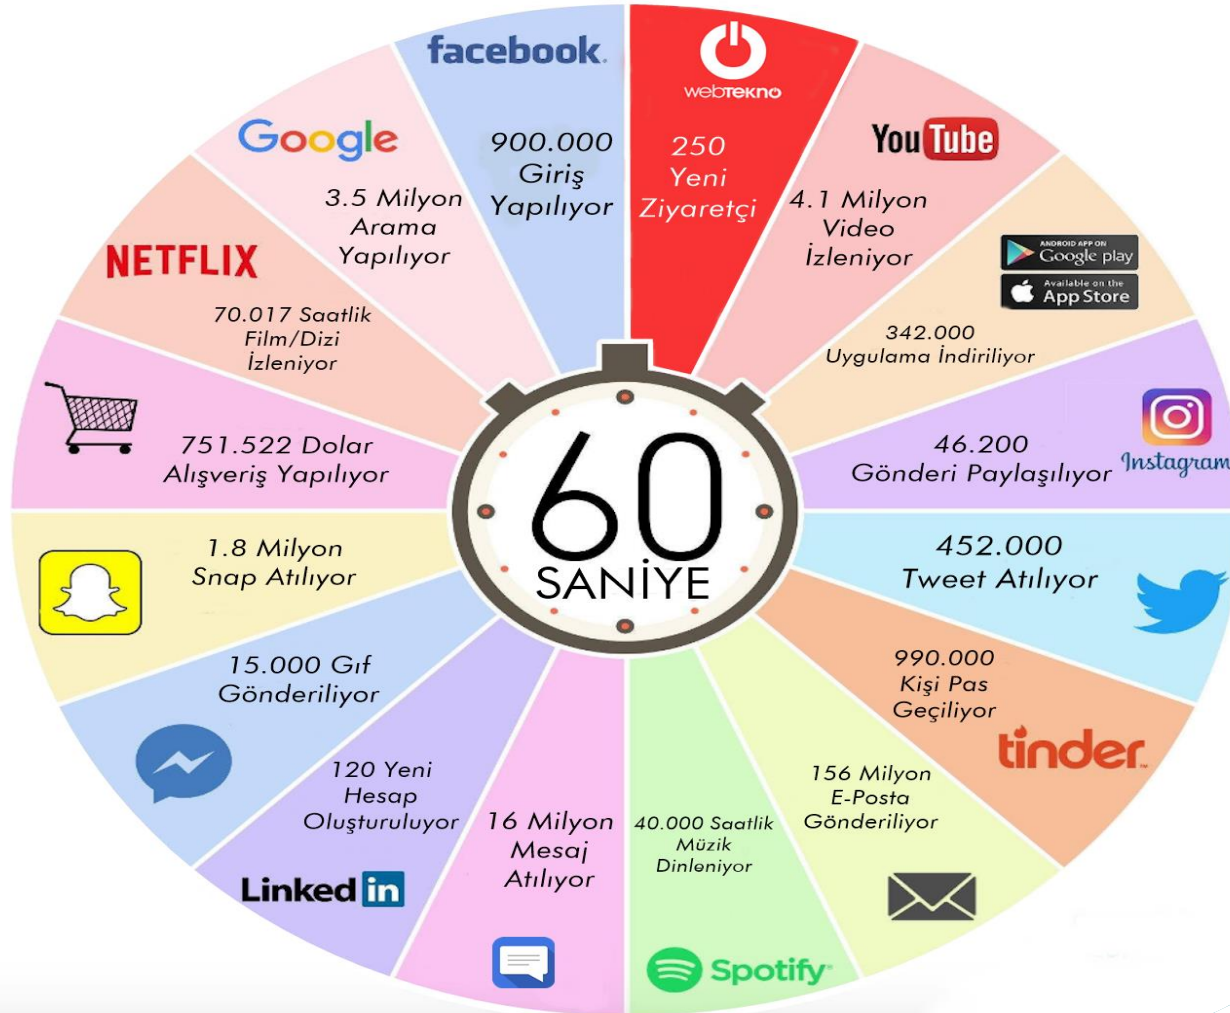 facebook.
900.000
Giriş
Yapılıyor
webtekno
250
Yeni
Ziyaretçi
YouTube
4.1 Milyon
Video
İzleniyor
ANDROID APP ON
Google play
Available on the
App Store
342.000
Uygulama İndiriliyor
Instagram
46.200
Gönderi Paylaşılıyor
452.000
Tweet Atılıyor
990.000
Kişi Pas
Geçiliyor
tinder
156 Milyon
E-Posta
Gönderiliyor
40.000 Saatlik
Müzik
Dinleniyor
Spotify
16 Milyon
Mesaj
Atılıyor
120 Yeni
Hesap
Oluşturuluyor
Linked in
15.000 Gıf
Gönderiliyor
1.8 Milyon
Snap Atılıyor
751.522 Dolar
Alışveriş Yapılıyor
NETFLIX
70.017 Saatlik
Film/Dizi
İzleniyor
Google
3.5 Milyon
Arama
Yapılıyor
60
SANİYE